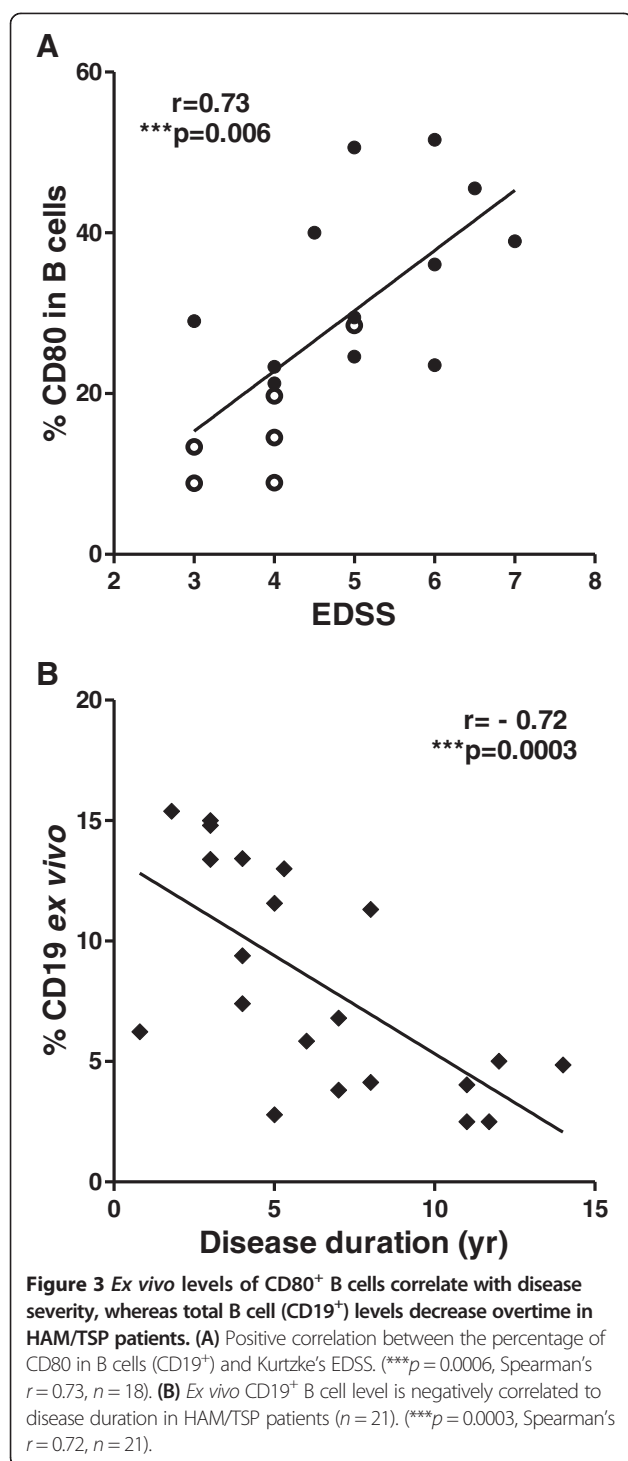 A
60
r=0.73
***p=0.006
40
20
0
% CD80 in B cells
2 3 4 5 6 7 8
EDSS
B
20
r= - 0.72
***p=0.0003
15
10
5
0
% CD19 ex vivo
0 5 10 15
Disease duration (yr)
Figure 3 Ex vivo levels of CD80+ B cells correlate with disease
severity, whereas total B cell (CD19+) levels decrease overtime in
HAM/TSP patients. (A) Positive correlation between the percentage of
CD80 in B cells (CD19+) and Kurtzke's EDSS. (***p = 0.0006, Spearman's
r = 0.73, n = 18). (B) Ex vivo CD19+ B cell level is negatively correlated to
disease duration in HAM/TSP patients (n = 21). (***p = 0.0003, Spearman's
r = 0.72, n = 21).